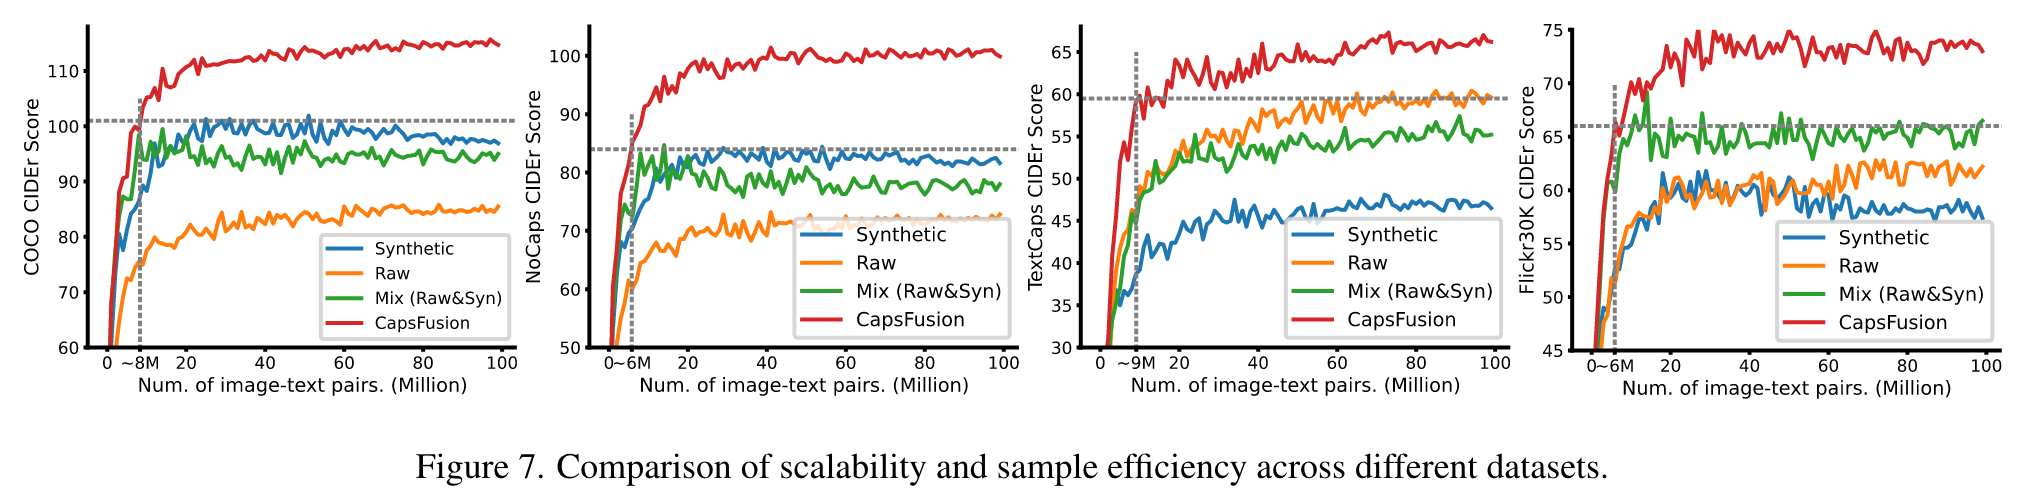 COCO CIDEr Score
110
100
90
80
70
60
0 ~8M 20 40 60 80 100
Num. of image-text pairs. (Million)
Synthetic
Raw
Mix (Raw&Syn)
CapsFusion
NoCaps CIDEr Score
100
90
80
70
60
50
0 ~6M 20 40 60 80 100
Num. of image-text pairs. (Million)
Synthetic
Raw
Mix (Raw&Syn)
CapsFusion
TextCaps CIDEr Score
65
60
55
50
45
40
35
30
0 ~9M 20 40 60 80 100
Num. of image-text pairs. (Million)
Synthetic
Raw
Mix (Raw&Syn)
CapsFusion
Flickr30K CIDEr Score
75
70
65
60
55
50
45
0 ~6M 20 40 60 80 100
Num. of image-text pairs. (Million)
Synthetic
Raw
Mix (Raw&Syn)
CapsFusion
Figure 7. Comparison of scalability and sample efficiency across different datasets.